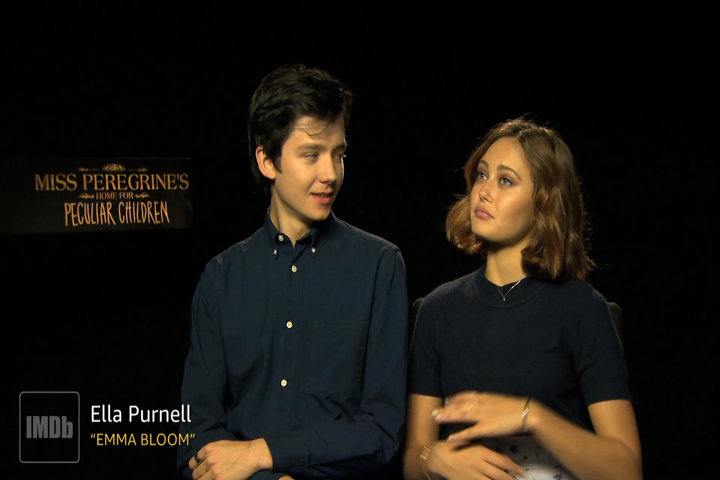 MISS PEREGRINE'S
HOME FOR
PECULIAR CHILDREN
IMDb
Ella Purnell
“EMMA BLOOM”